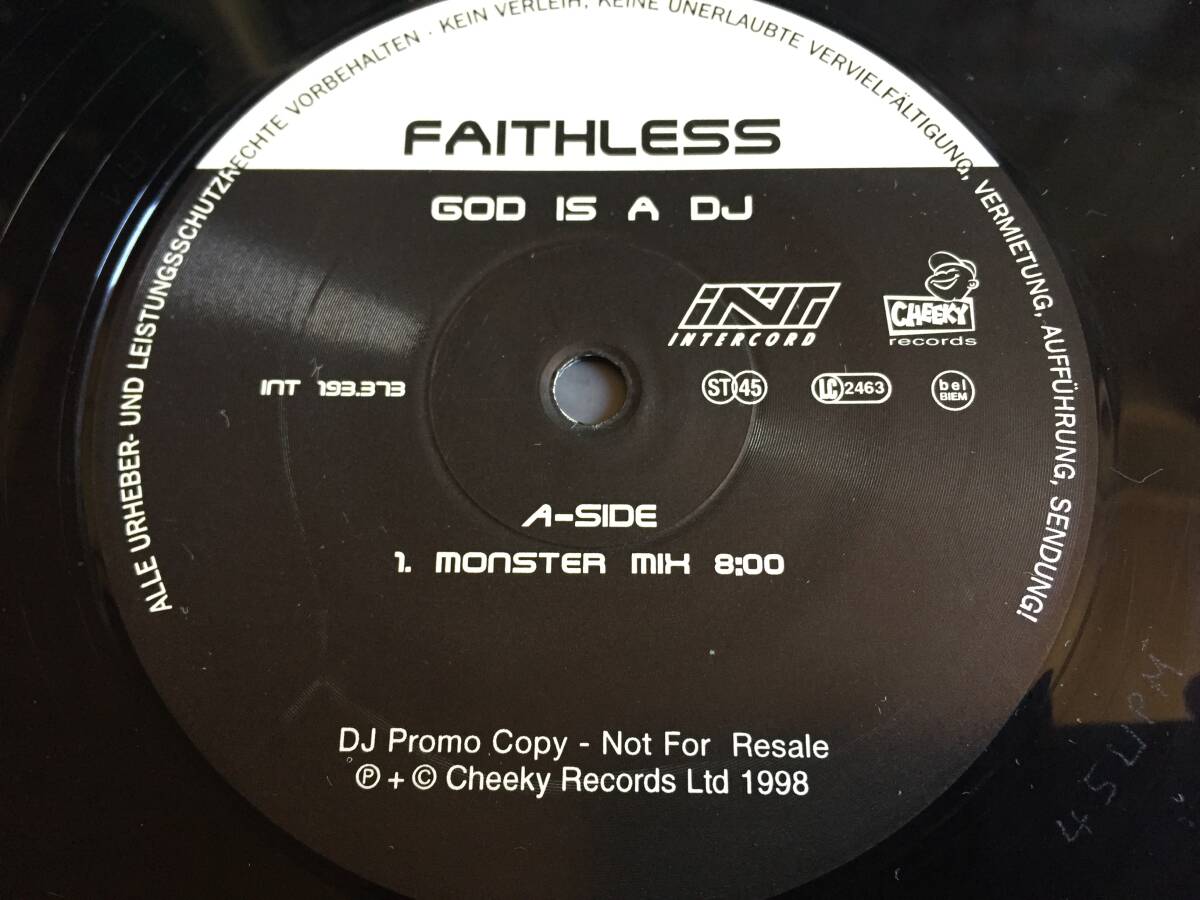 ALLE URHEBER- UND LEISTUNGSSCHUTZRECHTE VORBEHALTEN · KEIN VERLEIH, KEINE UNERLAUBTE VERVIELFÄLTIGUNG, VERMIETUNG, AUFFÜHRUNG, SENDUNG!
FAITHLESS
GOD IS A DJ
INT
INTERCORD
CHEEKY
records
INT 193.373
ST 45
LC 2463
bel
BIEM
A-SIDE
1. MONSTER MIX 8:00
DJ Promo Copy - Not For Resale
℗ + © Cheeky Records Ltd 1998
45 UPM